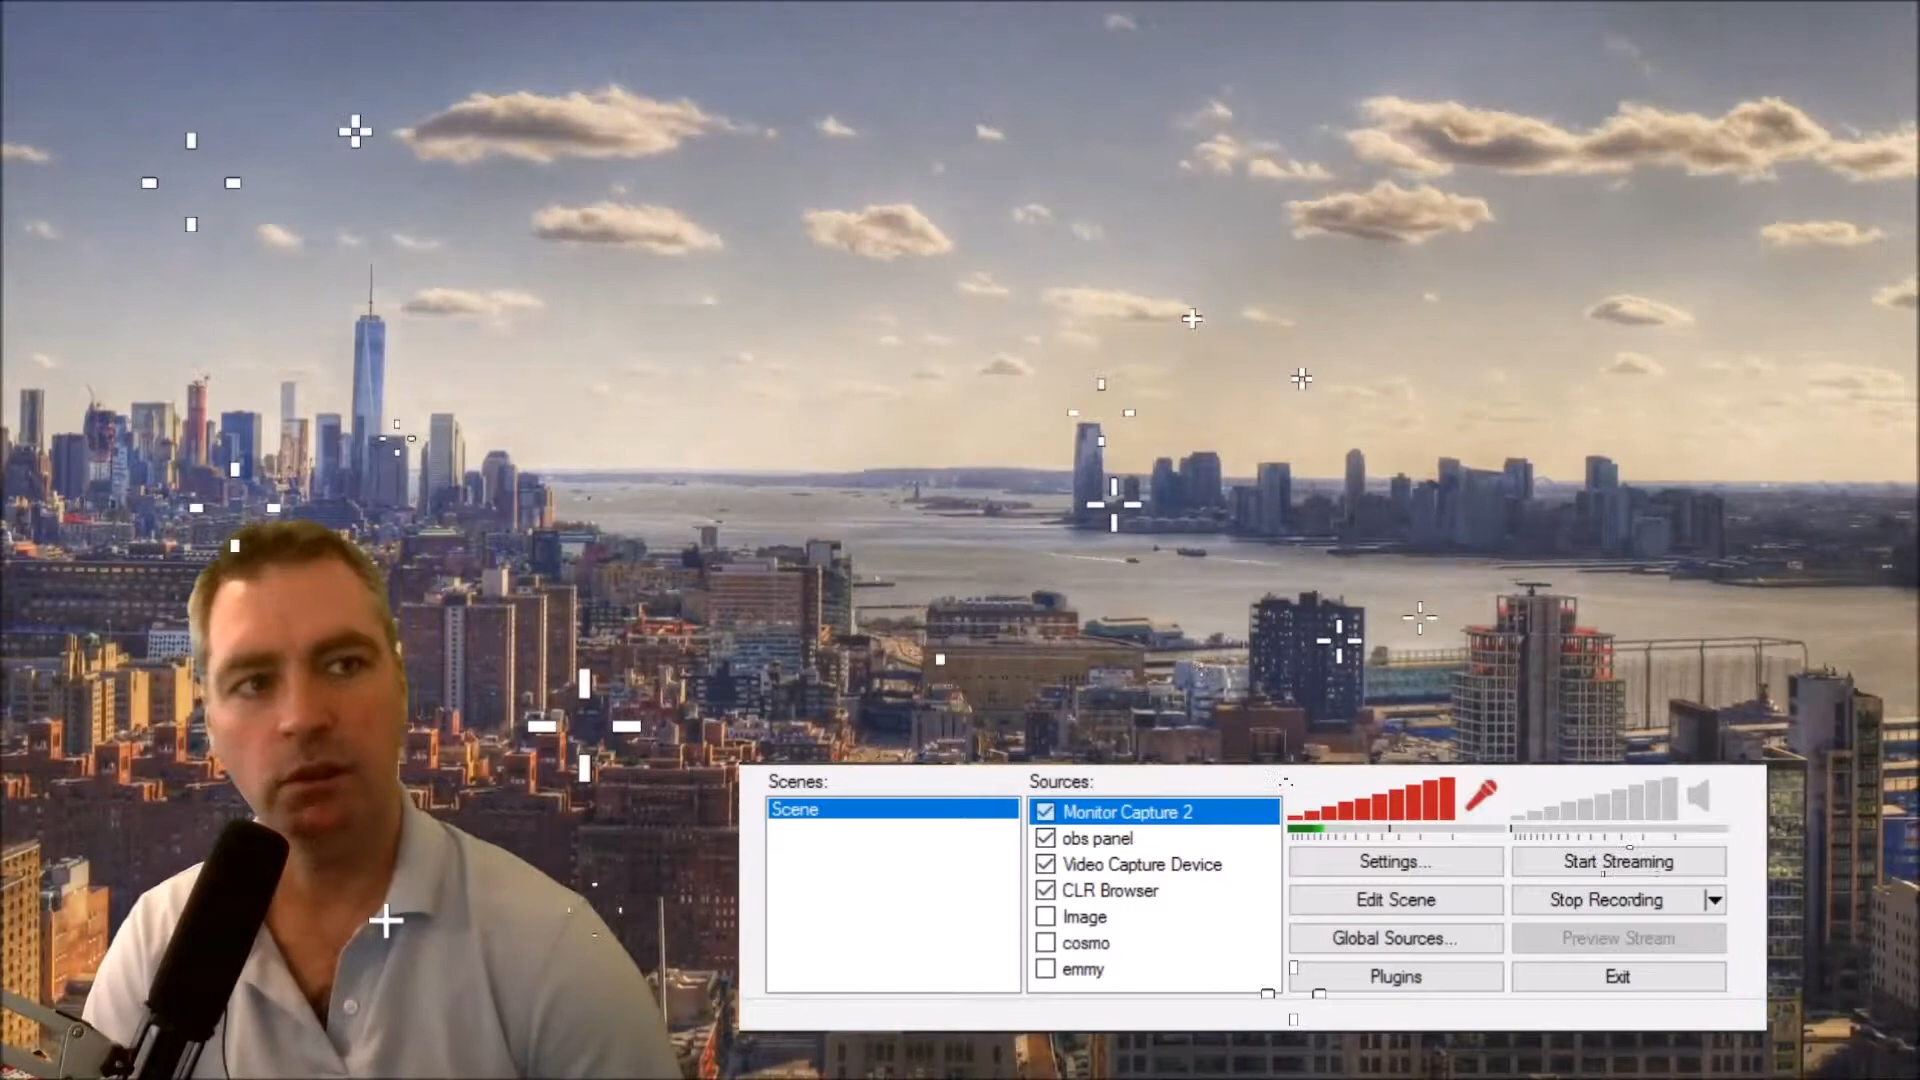 Scenes:
Scene
Sources:
Monitor Capture 2
obs panel
Video Capture Device
CLR Browser
Image
cosmo
emmy
Settings...
Start Streaming
Edit Scene
Stop Recording
Global Sources...
Preview Stream
Plugins
Exit